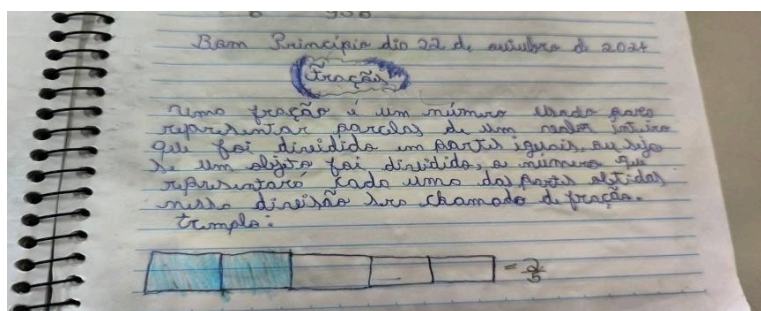 Bom Princípio dia 22 de outubro de 2024
Fração
Uma fração é um número usado para
representar parcelas de um valor inteiro
que foi dividido em partes iguais, ou seja
se um objeto foi dividido, o número que
representará cada uma das partes obtidas
nessa divisão sera chamado de fração.
Exemplo:
= 2/5